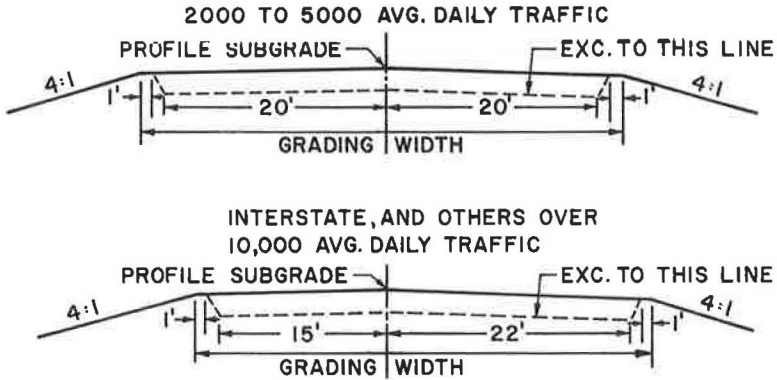 2000 TO 5000 AVG. DAILY TRAFFIC
PROFILE SUBGRADE
EXC. TO THIS LINE
4:1
1'
20'
20'
1'
4:1
GRADING WIDTH
INTERSTATE, AND OTHERS OVER
10,000 AVG. DAILY TRAFFIC
PROFILE SUBGRADE
EXC. TO THIS LINE
4:1
1'
15'
22'
1'
4:1
GRADING WIDTH